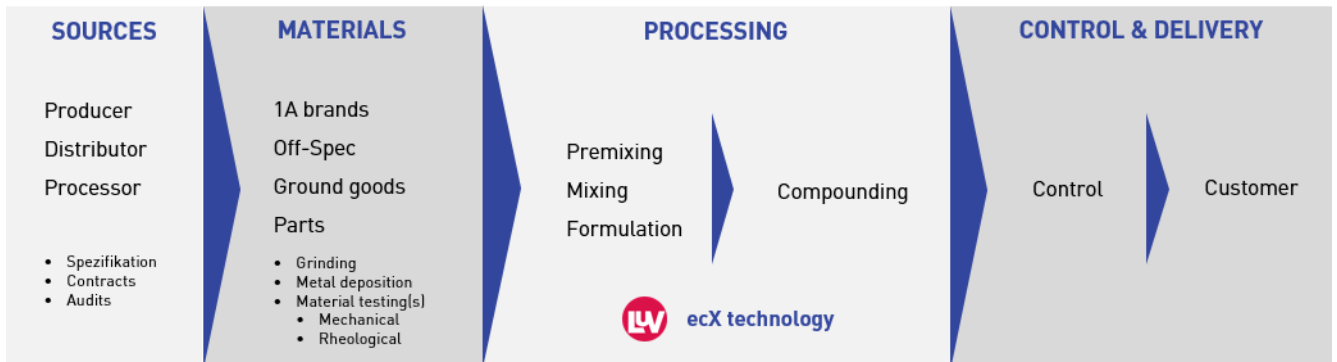 SOURCES
Producer
Distributor
Processor
• Spezifikation
• Contracts
• Audits
MATERIALS
1A brands
Off-Spec
Ground goods
Parts
• Grinding
• Metal deposition
• Material testing(s)
• Mechanical
• Rheological
PROCESSING
Premixing
Mixing
Formulation
Compounding
LuV
ecX technology
CONTROL & DELIVERY
Control
Customer